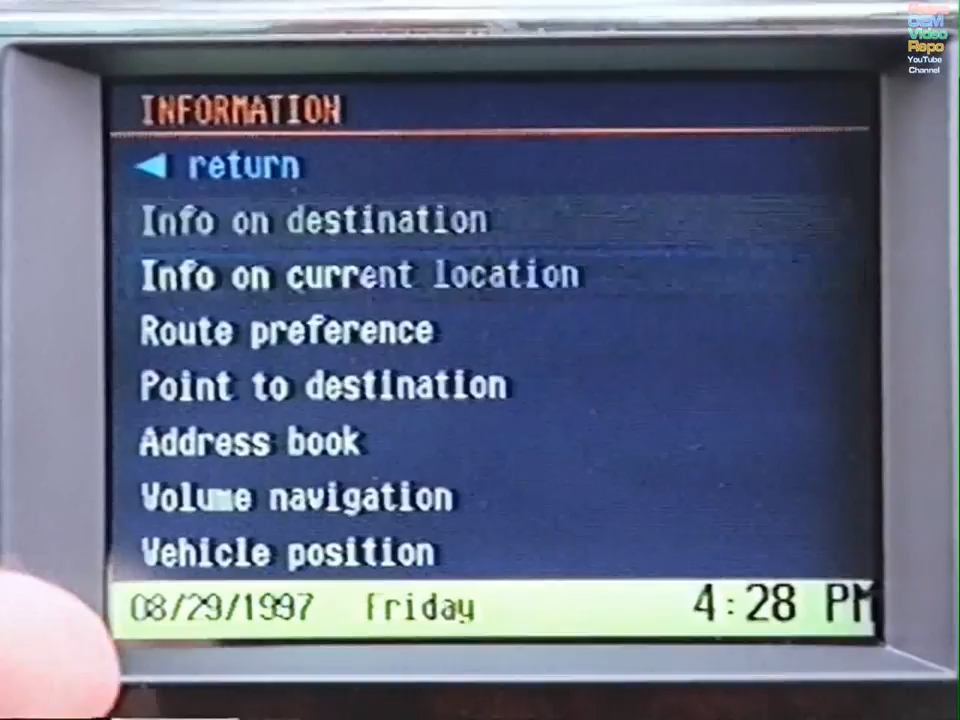 INFORMATION
◄ return
Info on destination
Info on current location
Route preference
Point to destination
Address book
Volume navigation
Vehicle position
08/29/1997 Friday 4:28 PM
OEM
Video
Repo
YouTube
Channel